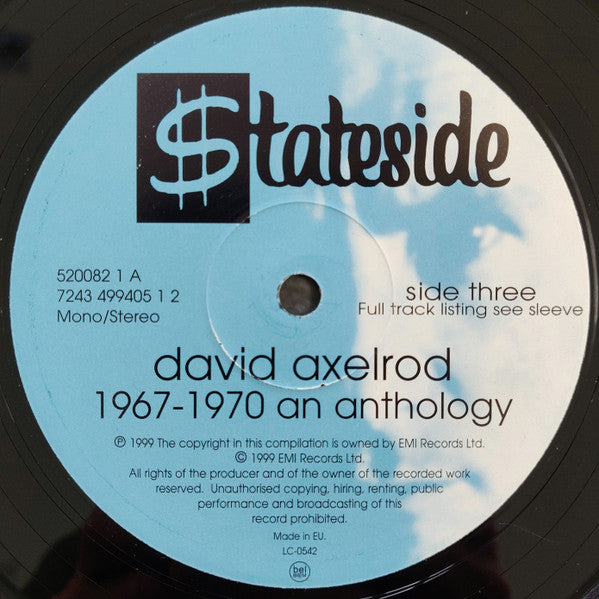 $tateside
520082 1 A
7243 499405 1 2
Mono/Stereo
side three
Full track listing see sleeve
david axelrod
1967-1970 an anthology
℗ 1999 The copyright in this compilation is owned by EMI Records Ltd.
© 1999 EMI Records Ltd.
All rights of the producer and of the owner of the recorded work
reserved. Unauthorised copying, hiring, renting, public
performance and broadcasting of this
record prohibited.
Made in EU.
LC-0542
bel
BIEM